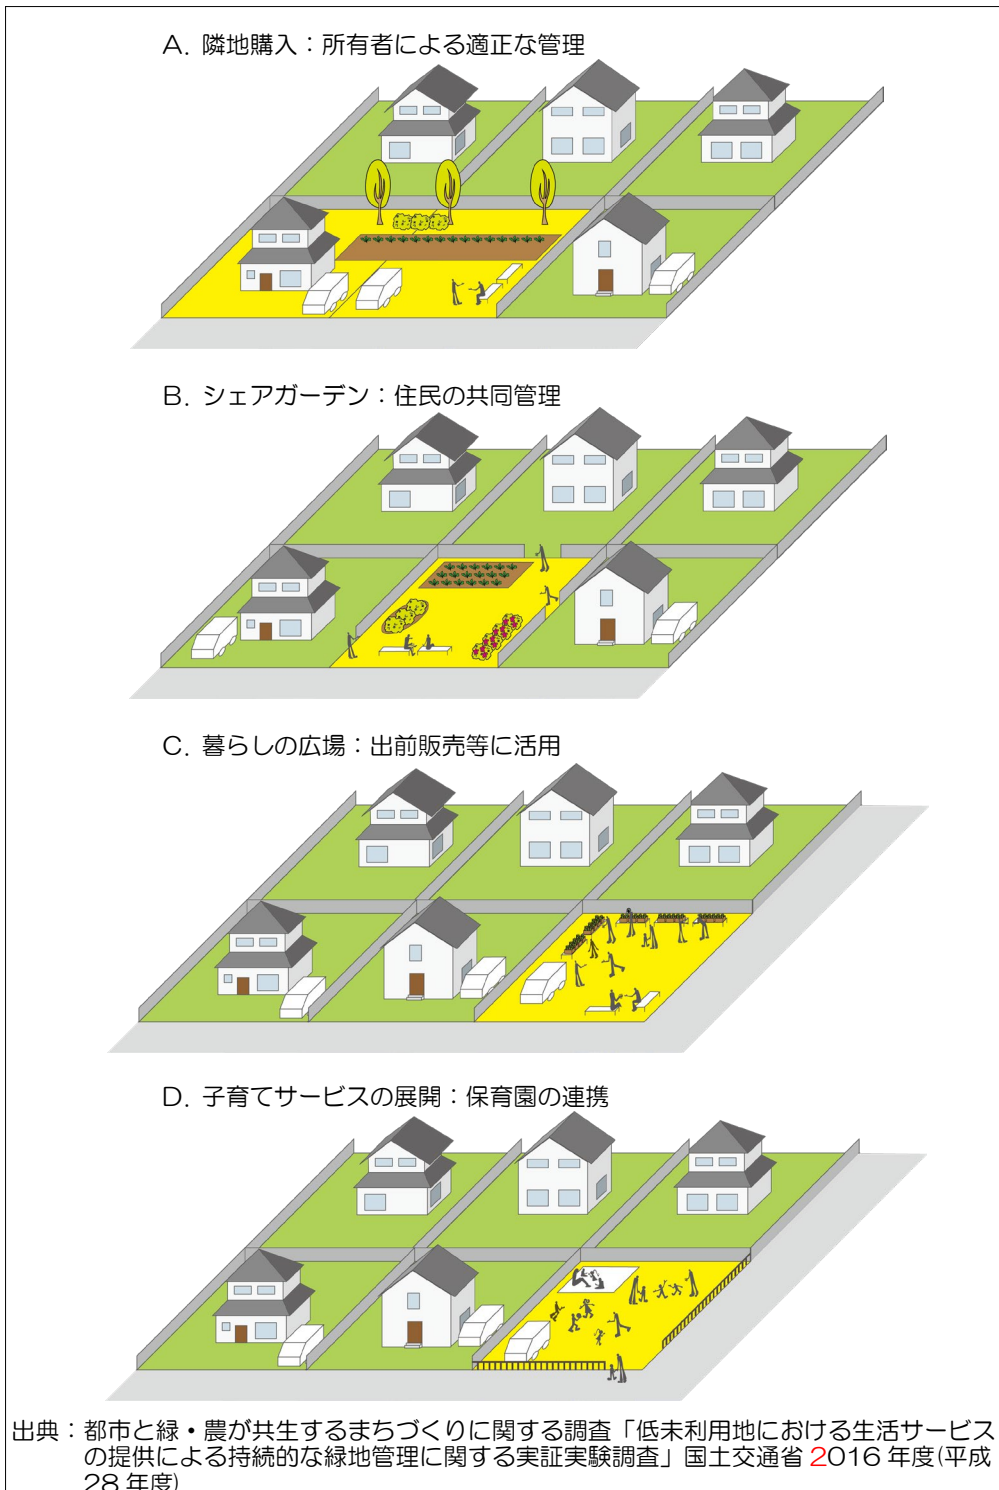 A. 隣地購入：所有者による適正な管理
B. シェアガーデン：住民の共同管理
C. 暮らしの広場：出前販売等に活用
D. 子育てサービスの展開：保育園の連携
出典：都市と緑・農が共生するまちづくりに関する調査「低未利用地における生活サービス
の提供による持続的な緑地管理に関する実証実験調査」国土交通省 2016 年度(平成
28 年度)